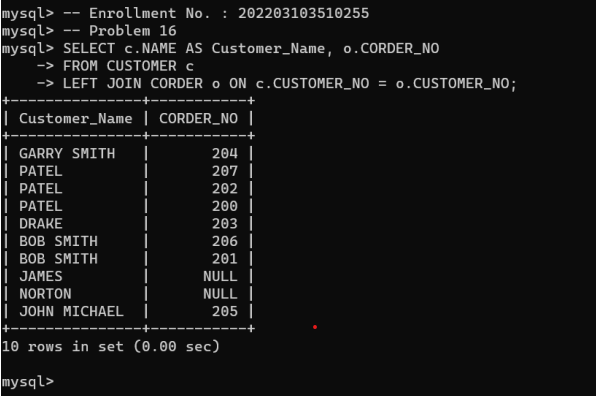 mysql> -- Enrollment No. : 202203103510255
mysql> -- Problem 16
mysql> SELECT c.NAME AS Customer_Name, o.CORDER_NO
    -> FROM CUSTOMER c
    -> LEFT JOIN CORDER o ON c.CUSTOMER_NO = o.CUSTOMER_NO;
+---------------+-----------+
| Customer_Name | CORDER_NO |
+---------------+-----------+
| GARRY SMITH   |       204 |
| PATEL         |       207 |
| PATEL         |       202 |
| PATEL         |       200 |
| DRAKE         |       203 |
| BOB SMITH     |       206 |
| BOB SMITH     |       201 |
| JAMES         |      NULL |
| NORTON        |      NULL |
| JOHN MICHAEL  |       205 |
+---------------+-----------+
10 rows in set (0.00 sec)

mysql>